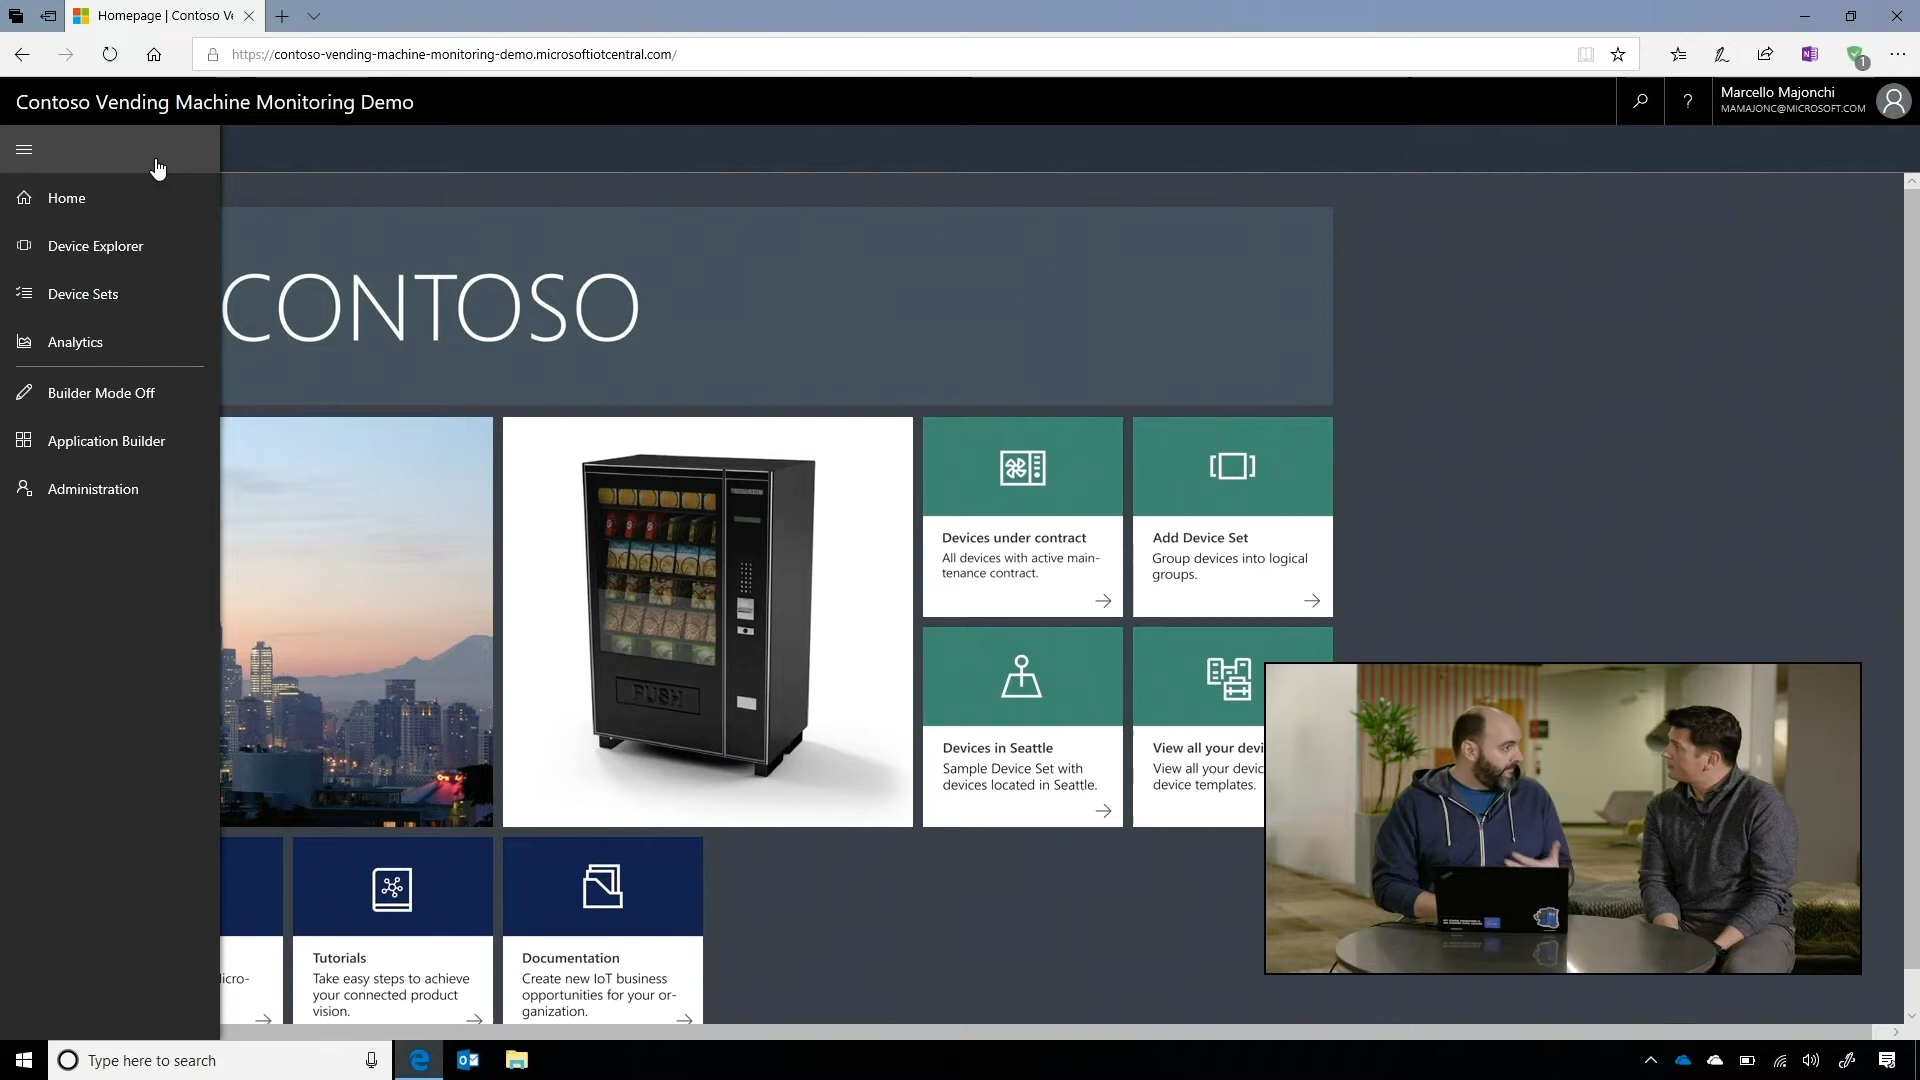 Homepage | Contoso Ve
https://contoso-vending-machine-monitoring-demo.microsoftiotcentral.com/
1
Contoso Vending Machine Monitoring Demo
?
Marcello Majonchi
MAMAJONC@MICROSOFT.COM
Home
Device Explorer
Device Sets
Analytics
Builder Mode Off
Application Builder
Administration
CONTOSO
PUSH
Devices under contract
All devices with active main-
tenance contract.
Add Device Set
Group devices into logical
groups.
Devices in Seattle
Sample Device Set with
devices located in Seattle.
View all your devi
View all your devic
device templates.
icro-
Tutorials
Take easy steps to achieve
your connected product
vision.
Documentation
Create new IoT business
opportunities for your or-
ganization.
Type here to search